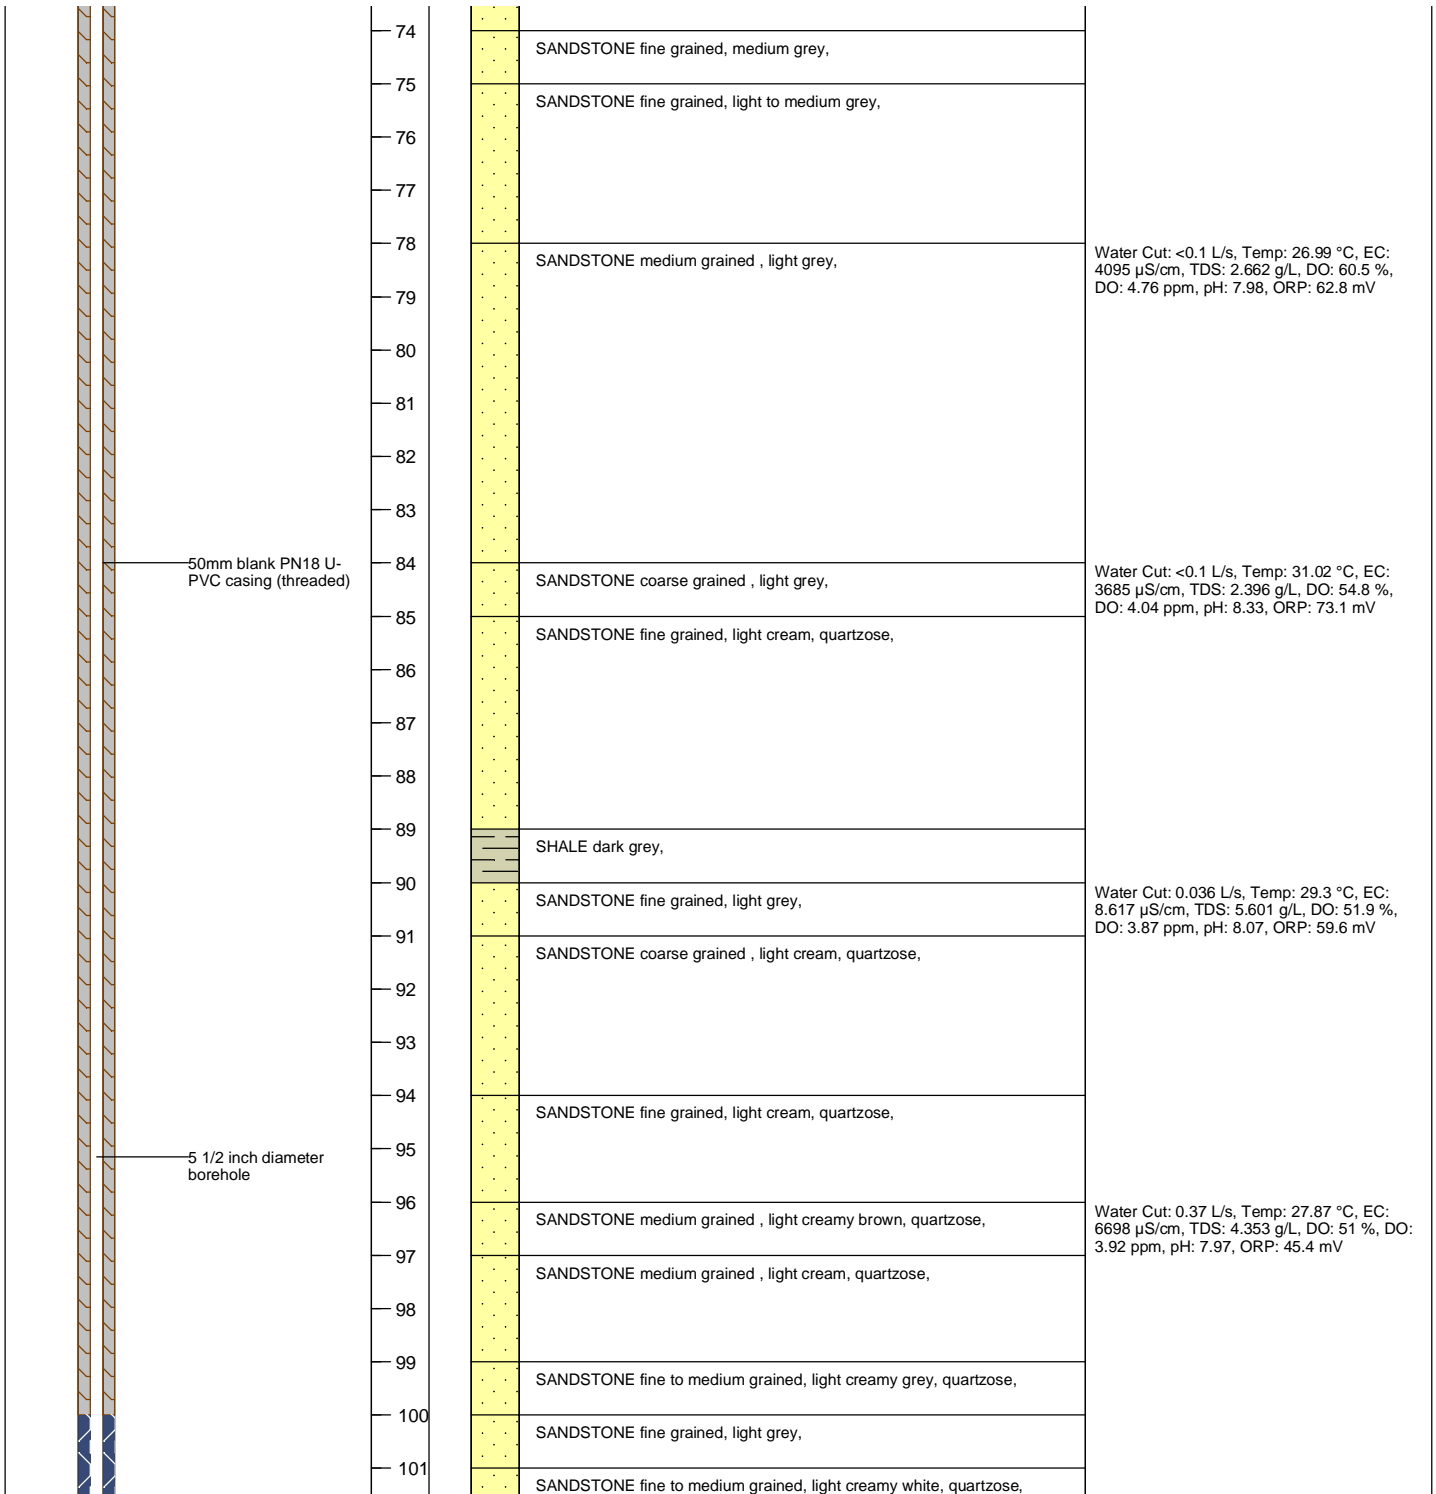 74
SANDSTONE fine grained, medium grey,
75
SANDSTONE fine grained, light to medium grey,
76
77
78
SANDSTONE medium grained , light grey,
Water Cut: <0.1 L/s, Temp: 26.99 °C, EC:
4095 µS/cm, TDS: 2.662 g/L, DO: 60.5 %,
DO: 4.76 ppm, pH: 7.98, ORP: 62.8 mV
79
80
81
82
83
50mm blank PN18 U-
PVC casing (threaded)
84
SANDSTONE coarse grained , light grey,
Water Cut: <0.1 L/s, Temp: 31.02 °C, EC:
3685 µS/cm, TDS: 2.396 g/L, DO: 54.8 %,
DO: 4.04 ppm, pH: 8.33, ORP: 73.1 mV
85
SANDSTONE fine grained, light cream, quartzose,
86
87
88
89
SHALE dark grey,
90
SANDSTONE fine grained, light grey,
Water Cut: 0.036 L/s, Temp: 29.3 °C, EC:
8.617 µS/cm, TDS: 5.601 g/L, DO: 51.9 %,
DO: 3.87 ppm, pH: 8.07, ORP: 59.6 mV
91
SANDSTONE coarse grained , light cream, quartzose,
92
93
94
SANDSTONE fine grained, light cream, quartzose,
95
5 1/2 inch diameter
borehole
96
SANDSTONE medium grained , light creamy brown, quartzose,
Water Cut: 0.37 L/s, Temp: 27.87 °C, EC:
6698 µS/cm, TDS: 4.353 g/L, DO: 51 %, DO:
3.92 ppm, pH: 7.97, ORP: 45.4 mV
97
SANDSTONE medium grained , light cream, quartzose,
98
99
SANDSTONE fine to medium grained, light creamy grey, quartzose,
100
SANDSTONE fine grained, light grey,
101
SANDSTONE fine to medium grained, light creamy white, quartzose,